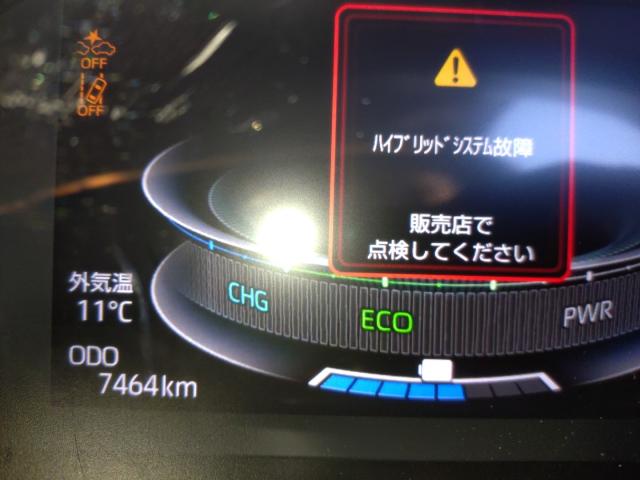 OFF
OFF
ﾊｲﾌﾞﾘｯﾄﾞｼｽﾃﾑ故障
販売店で
点検してください
外気温
11℃
CHG
ECO
PWR
ODO
7464km